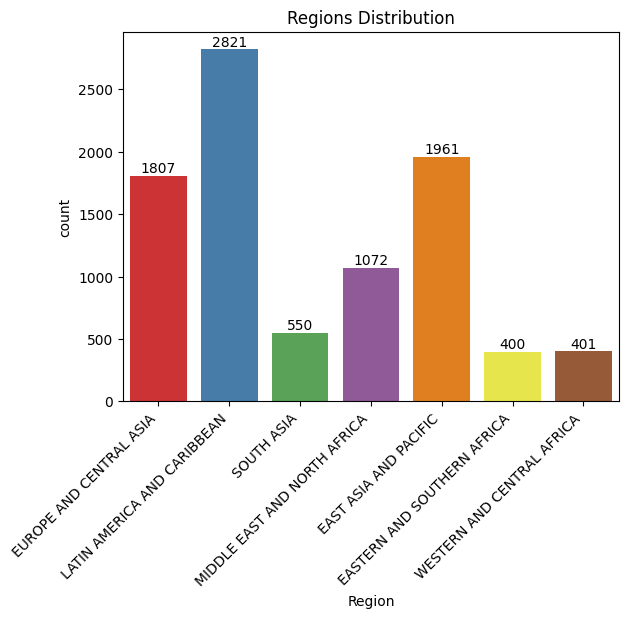 Regions Distribution
2821
1961
1807
1072
550
400
401
count
2500
2000
1500
1000
500
0
EUROPE AND CENTRAL ASIA
LATIN AMERICA AND CARIBBEAN
SOUTH ASIA
MIDDLE EAST AND NORTH AFRICA
EAST ASIA AND PACIFIC
EASTERN AND SOUTHERN AFRICA
WESTERN AND CENTRAL AFRICA
Region